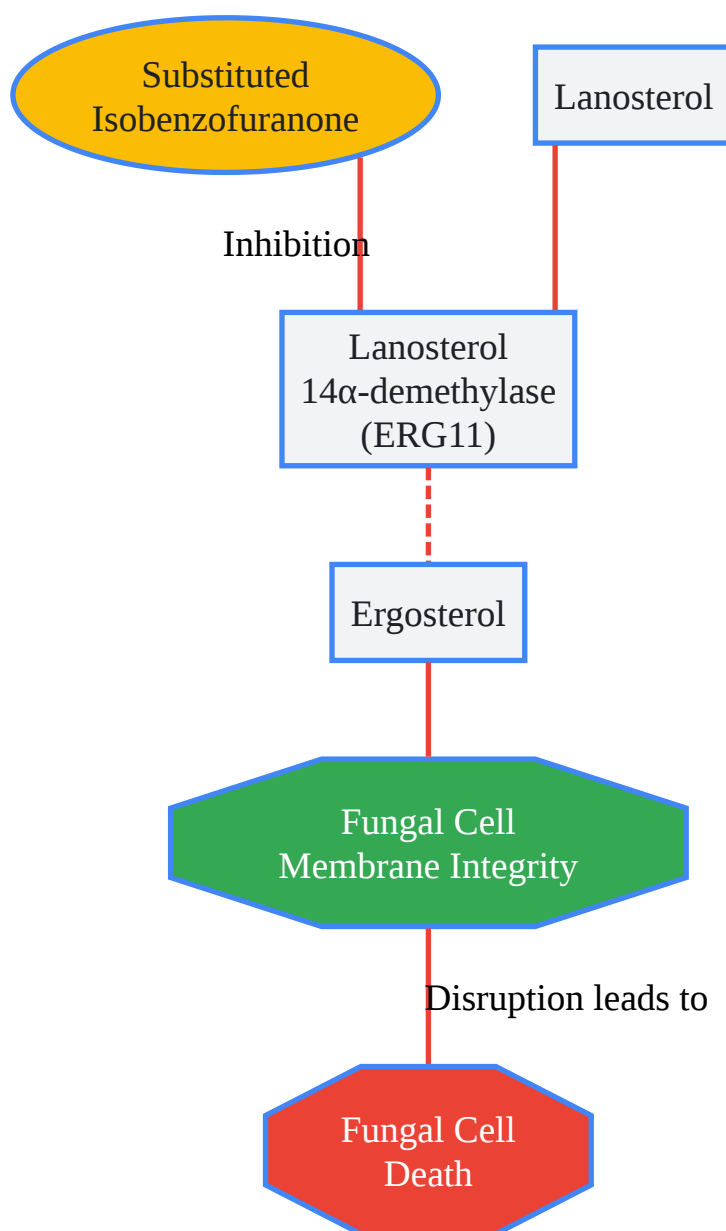 Substituted
Isobenzofuranone
Lanosterol
Inhibition
Lanosterol
14α-demethylase
(ERG11)
Ergosterol
Fungal Cell
Membrane Integrity
Disruption leads to
Fungal Cell
Death